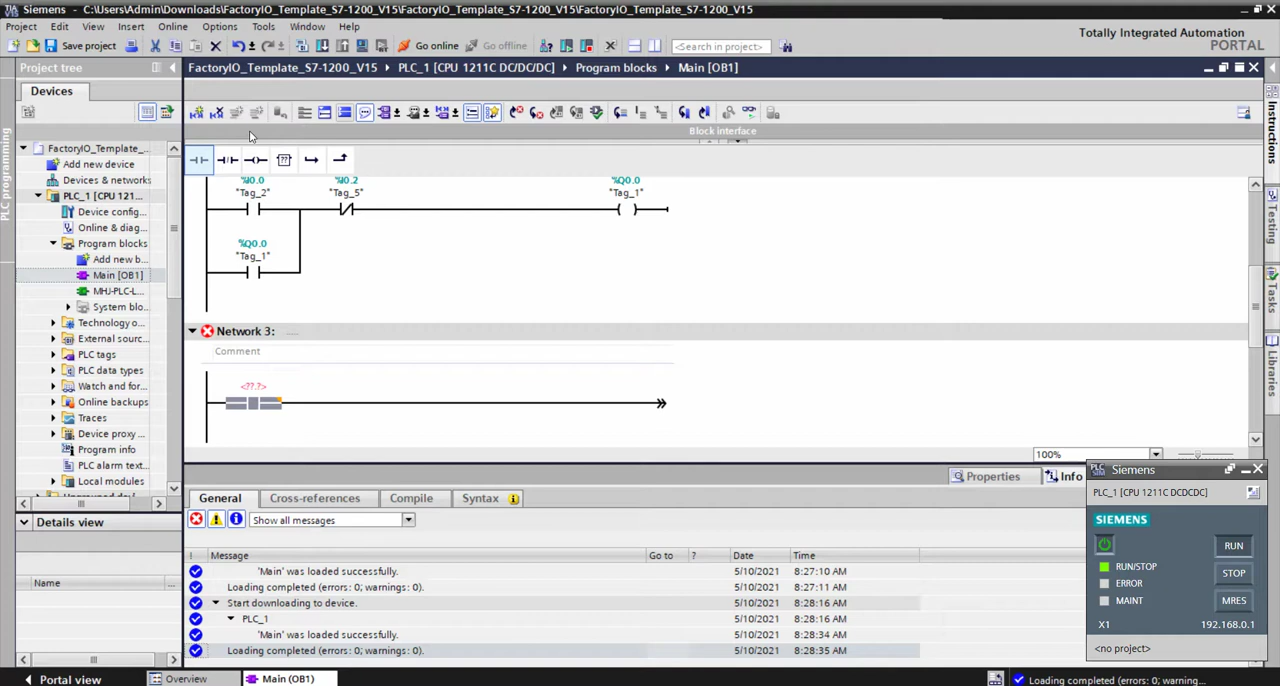 Siemens  -  C:\Users\Admin\Downloads\FactoryIO_Template_S7-1200_V15\FactoryIO_Template_S7-1200_V15\FactoryIO_Template_S7-1200_V15
Project Edit View Insert Online Options Tools Window Help
Totally Integrated Automation
PORTAL
Save project Go online Go offline <Search in project>
Project tree
FactoryIO_Template_S7-1200_V15 PLC_1 [CPU 1211C DC/DC/DC] Program blocks Main [OB1]
Devices
PLC programming
Block interface
FactoryIO_Template_...
Add new device
Devices & networks
PLC_1 [CPU 121...
Device config...
Online & diag...
Program blocks
Add new b...
Main [OB1]
MHJ-PLC-L...
System blo...
Technology o...
External sourc...
PLC tags
PLC data types
Watch and for...
Online backups
Traces
Device proxy ...
Program info
PLC alarm text...
Local modules
%I0.0 %I0.2 %Q0.0
"Tag_2" "Tag_5" "Tag_1"
%Q0.0
"Tag_1"
Network 3: .....
Comment
<??.?>
100%
Instructions
Testing
Tasks
Libraries
Properties Info
General Cross-references Compile Syntax
Show all messages
! Message Go to ? Date Time
'Main' was loaded successfully. 5/10/2021 8:27:10 AM
Loading completed (errors: 0; warnings: 0). 5/10/2021 8:27:11 AM
Start downloading to device. 5/10/2021 8:28:16 AM
PLC_1 5/10/2021 8:28:16 AM
'Main' was loaded successfully. 5/10/2021 8:28:34 AM
Loading completed (errors: 0; warnings: 0). 5/10/2021 8:28:35 AM
Details view
Name ...
Siemens
PLC_1 [CPU 1211C DCDCDC]
SIEMENS
RUN
RUN/STOP
STOP
ERROR
MAINT MRES
X1 192.168.0.1
<no project>
Portal view Overview Main (OB1) Loading completed (errors: 0; warning...